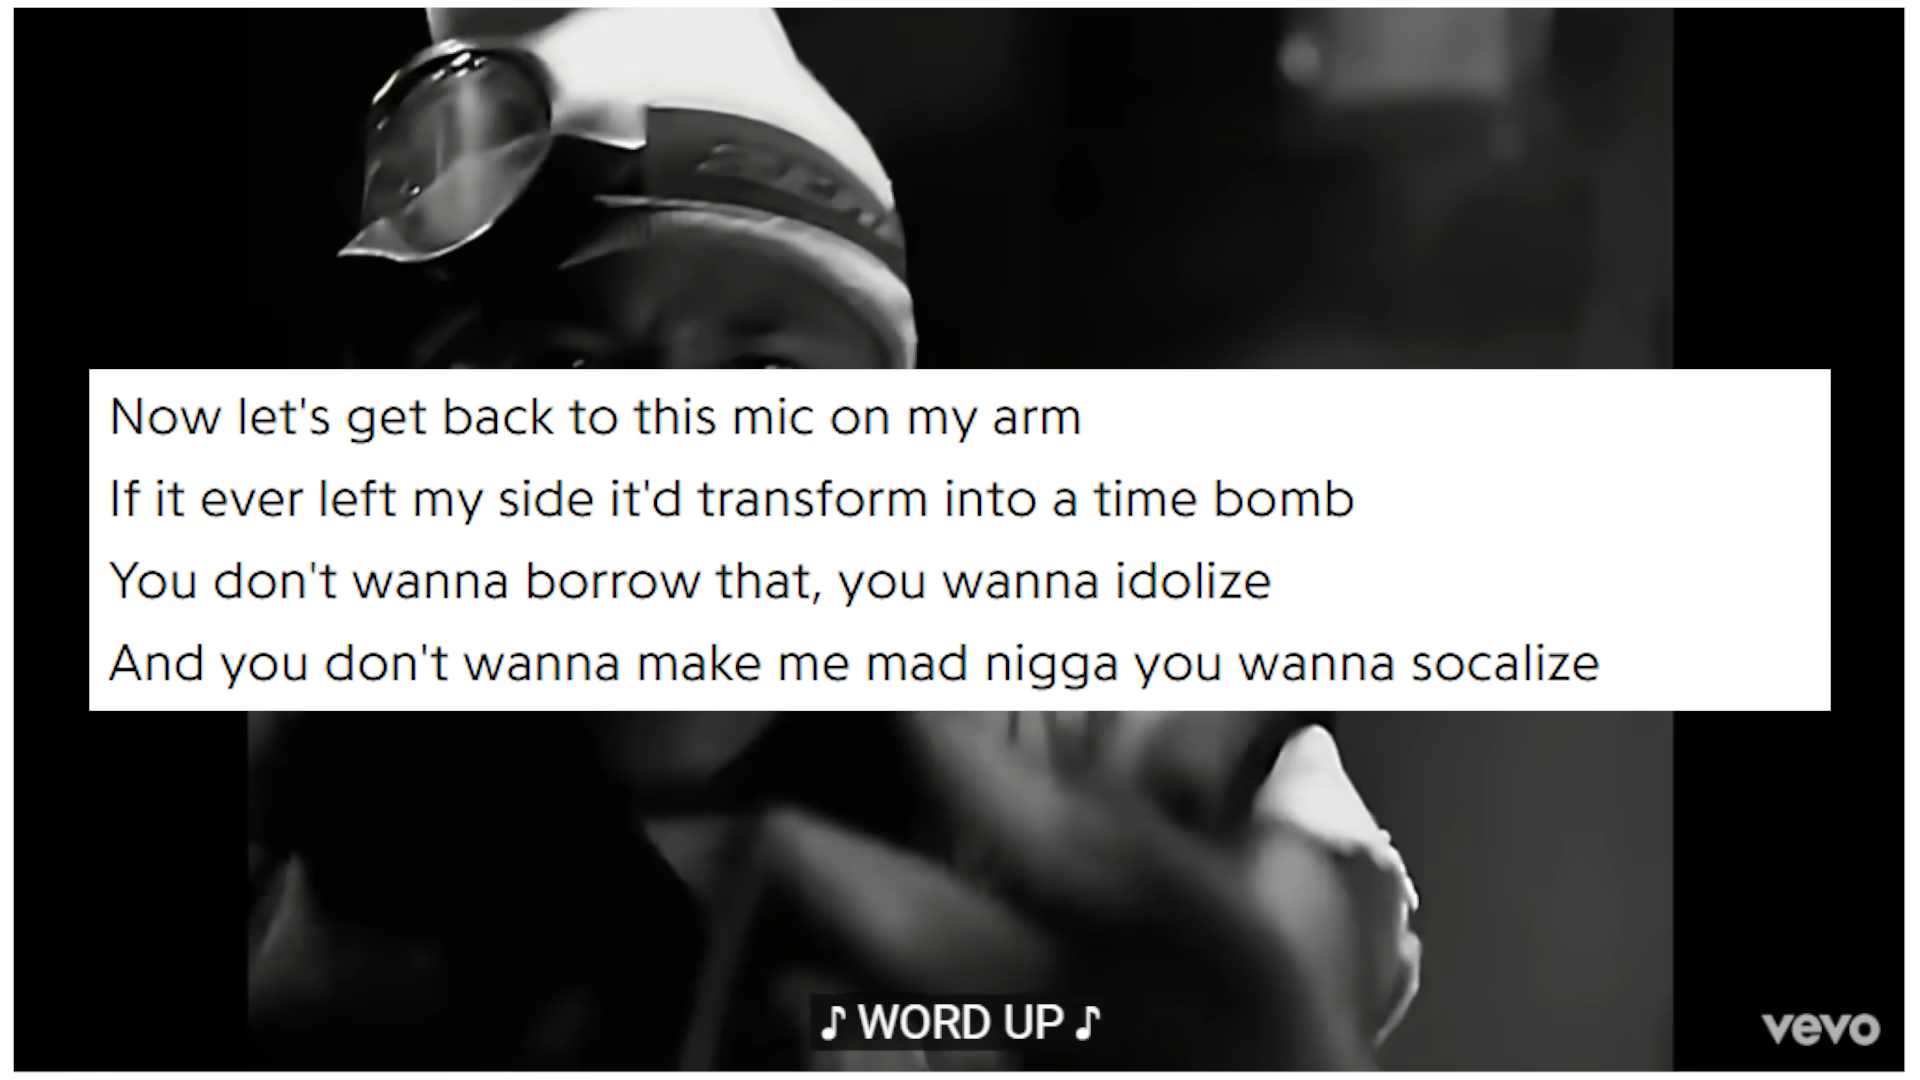 Now let's get back to this mic on my arm
If it ever left my side it'd transform into a time bomb
You don't wanna borrow that, you wanna idolize
And you don't wanna make me mad nigga you wanna socalize
♪ WORD UP ♪
vevo